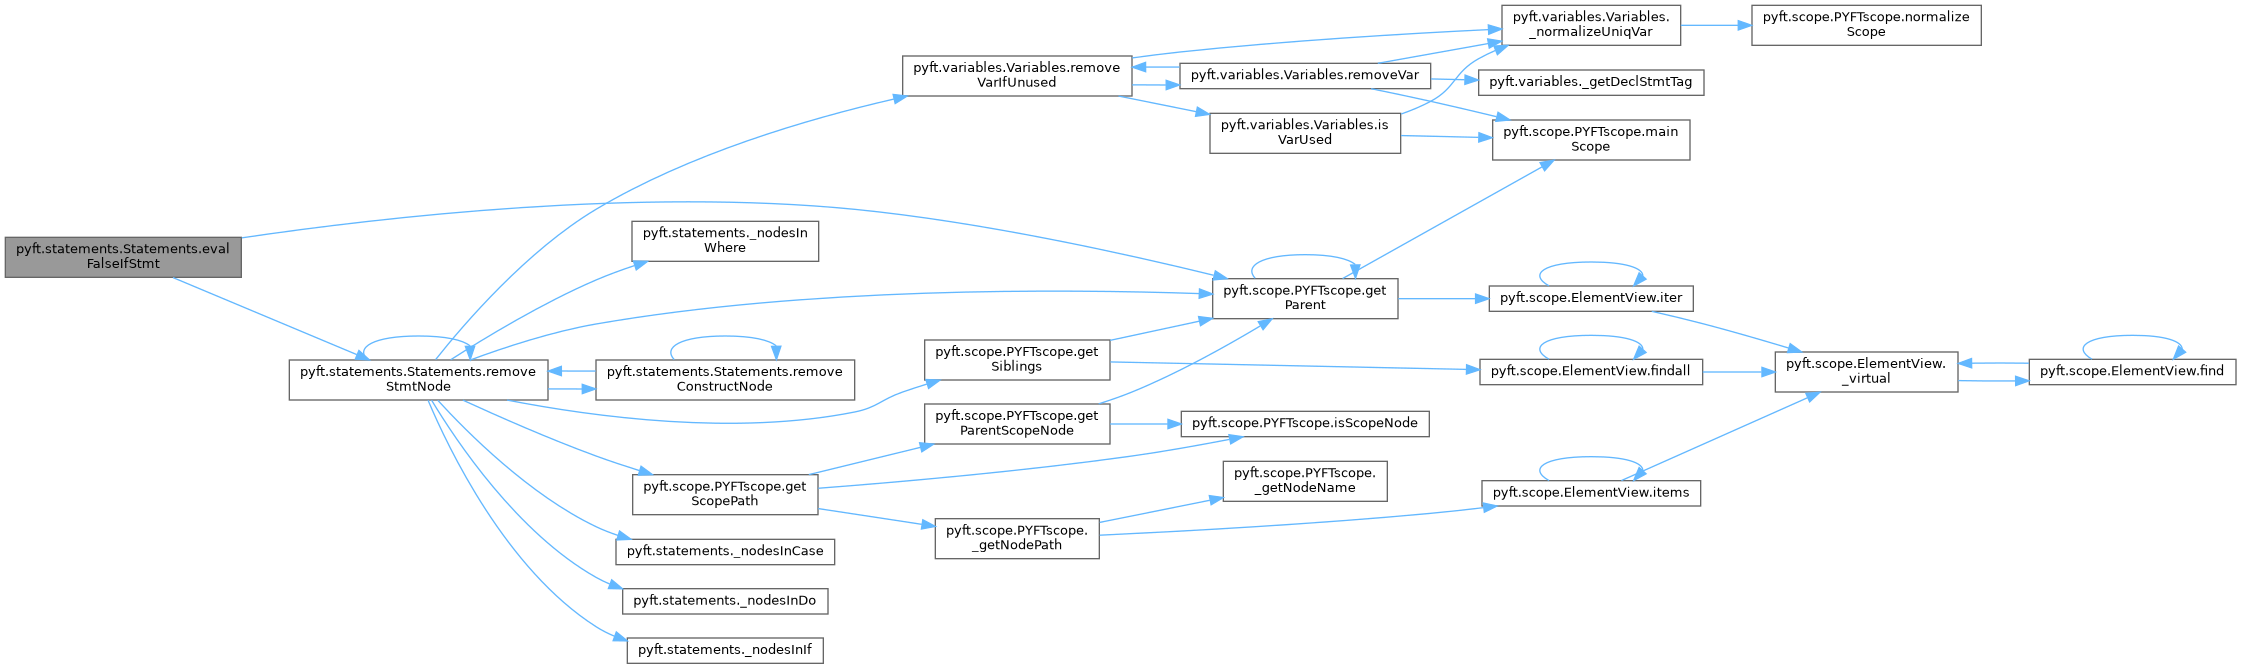 pyft.statements.Statements.eval
FalseIfStmt
pyft.statements.Statements.remove
StmtNode
pyft.variables.Variables.remove
VarIfUnused
pyft.statements._nodesIn
Where
pyft.statements.Statements.remove
ConstructNode
pyft.scope.PYFTscope.get
ScopePath
pyft.statements._nodesInCase
pyft.statements._nodesInDo
pyft.statements._nodesInIf
pyft.scope.PYFTscope.get
Siblings
pyft.scope.PYFTscope.get
ParentScopeNode
pyft.scope.PYFTscope.
_getNodePath
pyft.variables.Variables.removeVar
pyft.variables.Variables.is
VarUsed
pyft.scope.PYFTscope.get
Parent
pyft.scope.PYFTscope.isScopeNode
pyft.scope.PYFTscope.
_getNodeName
pyft.variables.Variables.
_normalizeUniqVar
pyft.variables._getDeclStmtTag
pyft.scope.PYFTscope.main
Scope
pyft.scope.ElementView.iter
pyft.scope.ElementView.findall
pyft.scope.ElementView.items
pyft.scope.PYFTscope.normalize
Scope
pyft.scope.ElementView.
_virtual
pyft.scope.ElementView.find